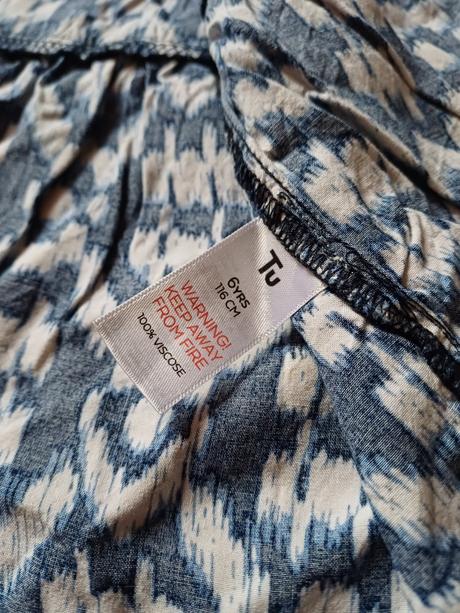 Tu
6YRS
116 CM
WARNING!
KEEP AWAY
FROM FIRE
100% VISCOSE